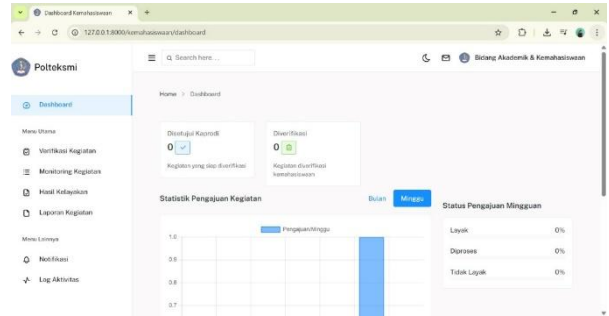 Dashboard Kemahasiswaan
127.0.0.1:8000/kemahasiswaan/dashboard
Polteksmi
Search here...
Bidang Akademik & Kemahasiswaan
Home > Dashboard
Dashboard
Menu Utama
Verifikasi Kegiatan
Monitoring Kegiatan
Hasil Kelayakan
Laporan Kegiatan
Menu Lainnya
Notifikasi
Log Aktivitas
Disetujui Kaprodi
0
Kegiatan yang siap diverifikasi
Diverifikasi
0
Kegiatan diverifikasi
kemahasiswaan
Statistik Pengajuan Kegiatan
Bulan
Minggu
Pengajuan/Minggu
1.0
0.9
0.8
0.7
Status Pengajuan Mingguan
Layak 0%
Diproses 0%
Tidak Layak 0%